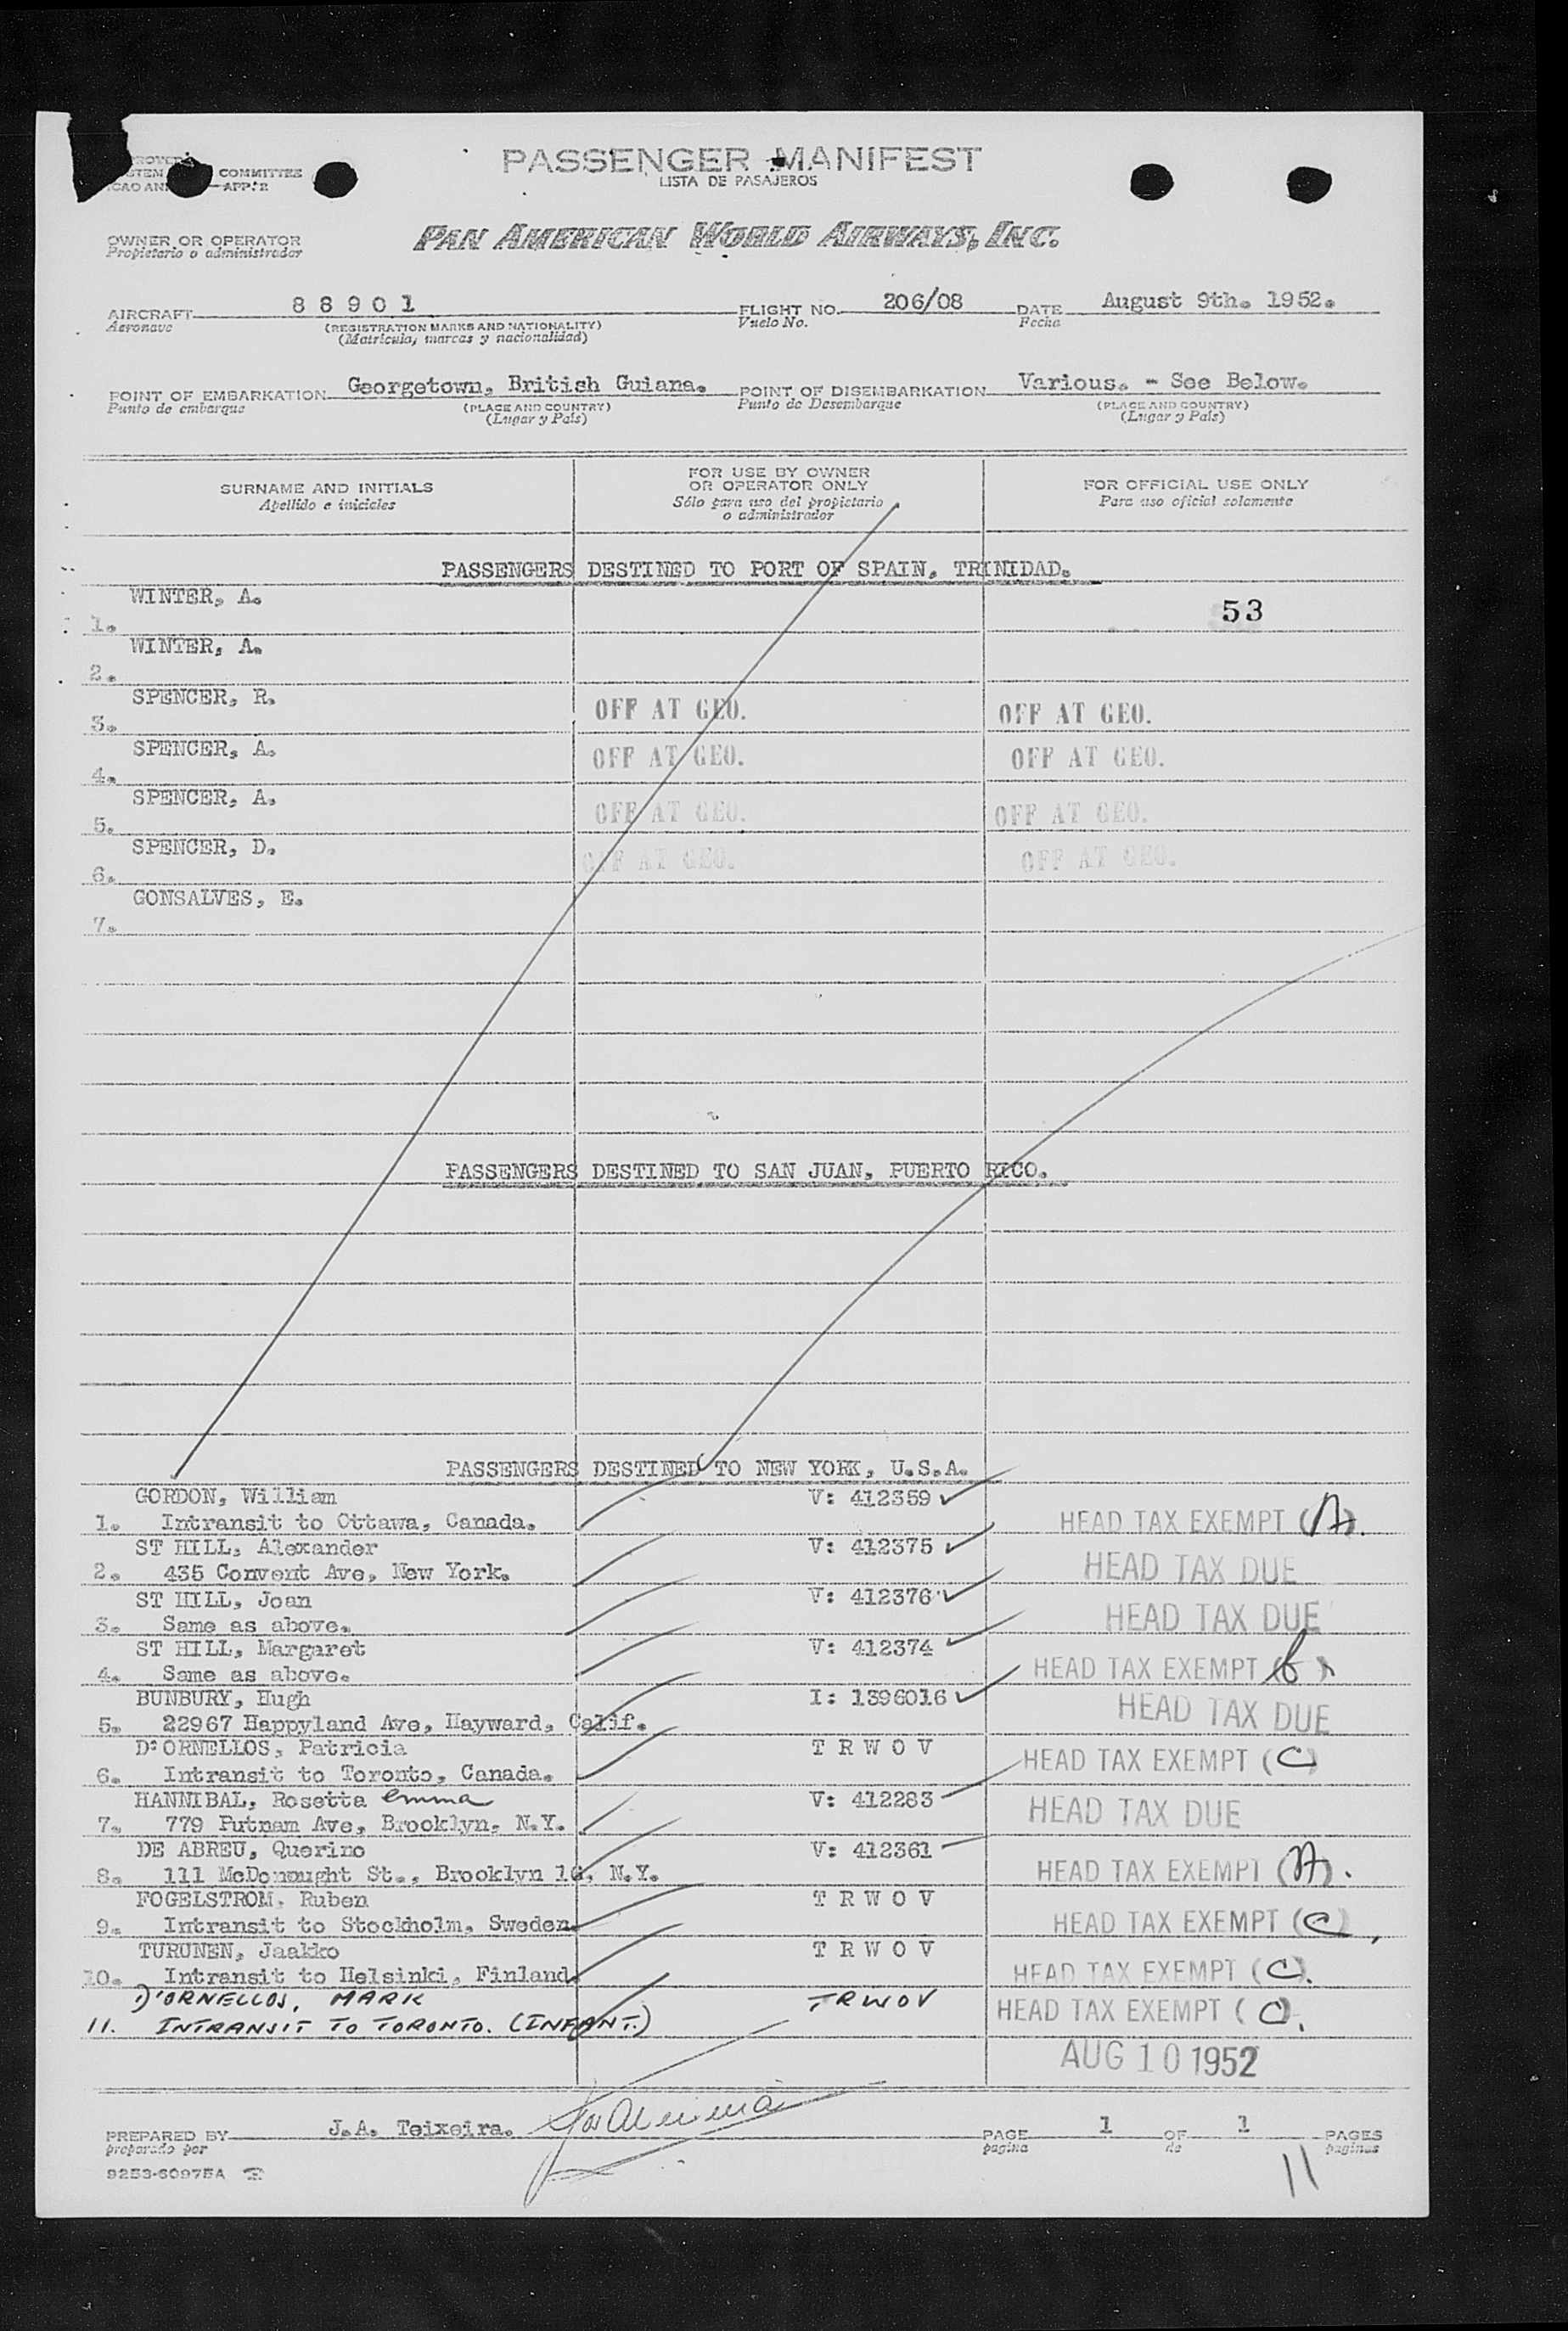 COMMITTEE
APP. 2
PASSENGER MANIFEST
LISTA DE PASAJEROS
OWNER OR OPERATOR
Propietario o administrador
PAN AMERICAN WORLD AIRWAYS, INC.
AIRCRAFT 88901 FLIGHT NO. 206/08 DATE August 9th. 1952.
Aeronave (REGISTRATION MARKS AND NATIONALITY) Vuelo No. Fecha
(Matrícula, marcas y nacionalidad)
POINT OF EMBARKATION Georgetown, British Guiana. POINT OF DISEMBARKATION Various. - See Below.
Punto de embarque (PLACE AND COUNTRY) Punto de Desembarque (PLACE AND COUNTRY)
(Lugar y País) (Lugar y País)
SURNAME AND INITIALS
Apellido e iniciales
FOR USE BY OWNER
OR OPERATOR ONLY
Sólo para uso del propietario
o administrador
FOR OFFICIAL USE ONLY
Para uso oficial solamente
PASSENGERS DESTINED TO PORT OF SPAIN, TRINIDAD.
WINTER, A.
1. 53
WINTER, A.
2.
SPENCER, R.
3. OFF AT GEO. OFF AT GEO.
SPENCER, A.
4. OFF AT GEO. OFF AT GEO.
SPENCER, A.
5. OFF AT GEO. OFF AT GEO.
SPENCER, D.
6. OFF AT GEO. OFF AT GEO.
GONSALVES, E.
7.
PASSENGERS DESTINED TO SAN JUAN, PUERTO RICO.
PASSENGERS DESTINED TO NEW YORK, U.S.A.
GORDON, William V: 412359
1. Intransit to Ottawa, Canada. HEAD TAX EXEMPT (A).
ST HILL, Alexander V: 412375
2. 435 Convent Ave, New York. HEAD TAX DUE
ST HILL, Joan V: 412376
3. Same as above. HEAD TAX DUE
ST HILL, Margaret V: 412374
4. Same as above. HEAD TAX EXEMPT (b)
BUNBURY, Hugh I: 1396016
5. 22967 Happyland Ave, Hayward, Calif. HEAD TAX DUE
D'ORNELLOS, Patricia T R W O V
6. Intransit to Toronto, Canada. HEAD TAX EXEMPT (C)
HANNIBAL, Rosetta Emma V: 412283
7. 779 Putnam Ave, Brooklyn, N.Y. HEAD TAX DUE
DE ABREU, Querino V: 412361
8. 111 McDonought St., Brooklyn 16, N.Y. HEAD TAX EXEMPT (A).
FOGELSTROM, Ruben T R W O V
9. Intransit to Stockholm, Sweden. HEAD TAX EXEMPT (C)
TURUNEN, Jaakko T R W O V
10. Intransit to Helsinki, Finland. HEAD TAX EXEMPT (C).
D'ORNELLOS, MARK TRWOV
11. INTRANSIT TO TORONTO. (INFANT.) HEAD TAX EXEMPT (C).
AUG 10 1952
PREPARED BY J.A. Teixeira. PAGE 1 OF 1 PAGES
preparado por pagina de paginas
9253-60975A 11